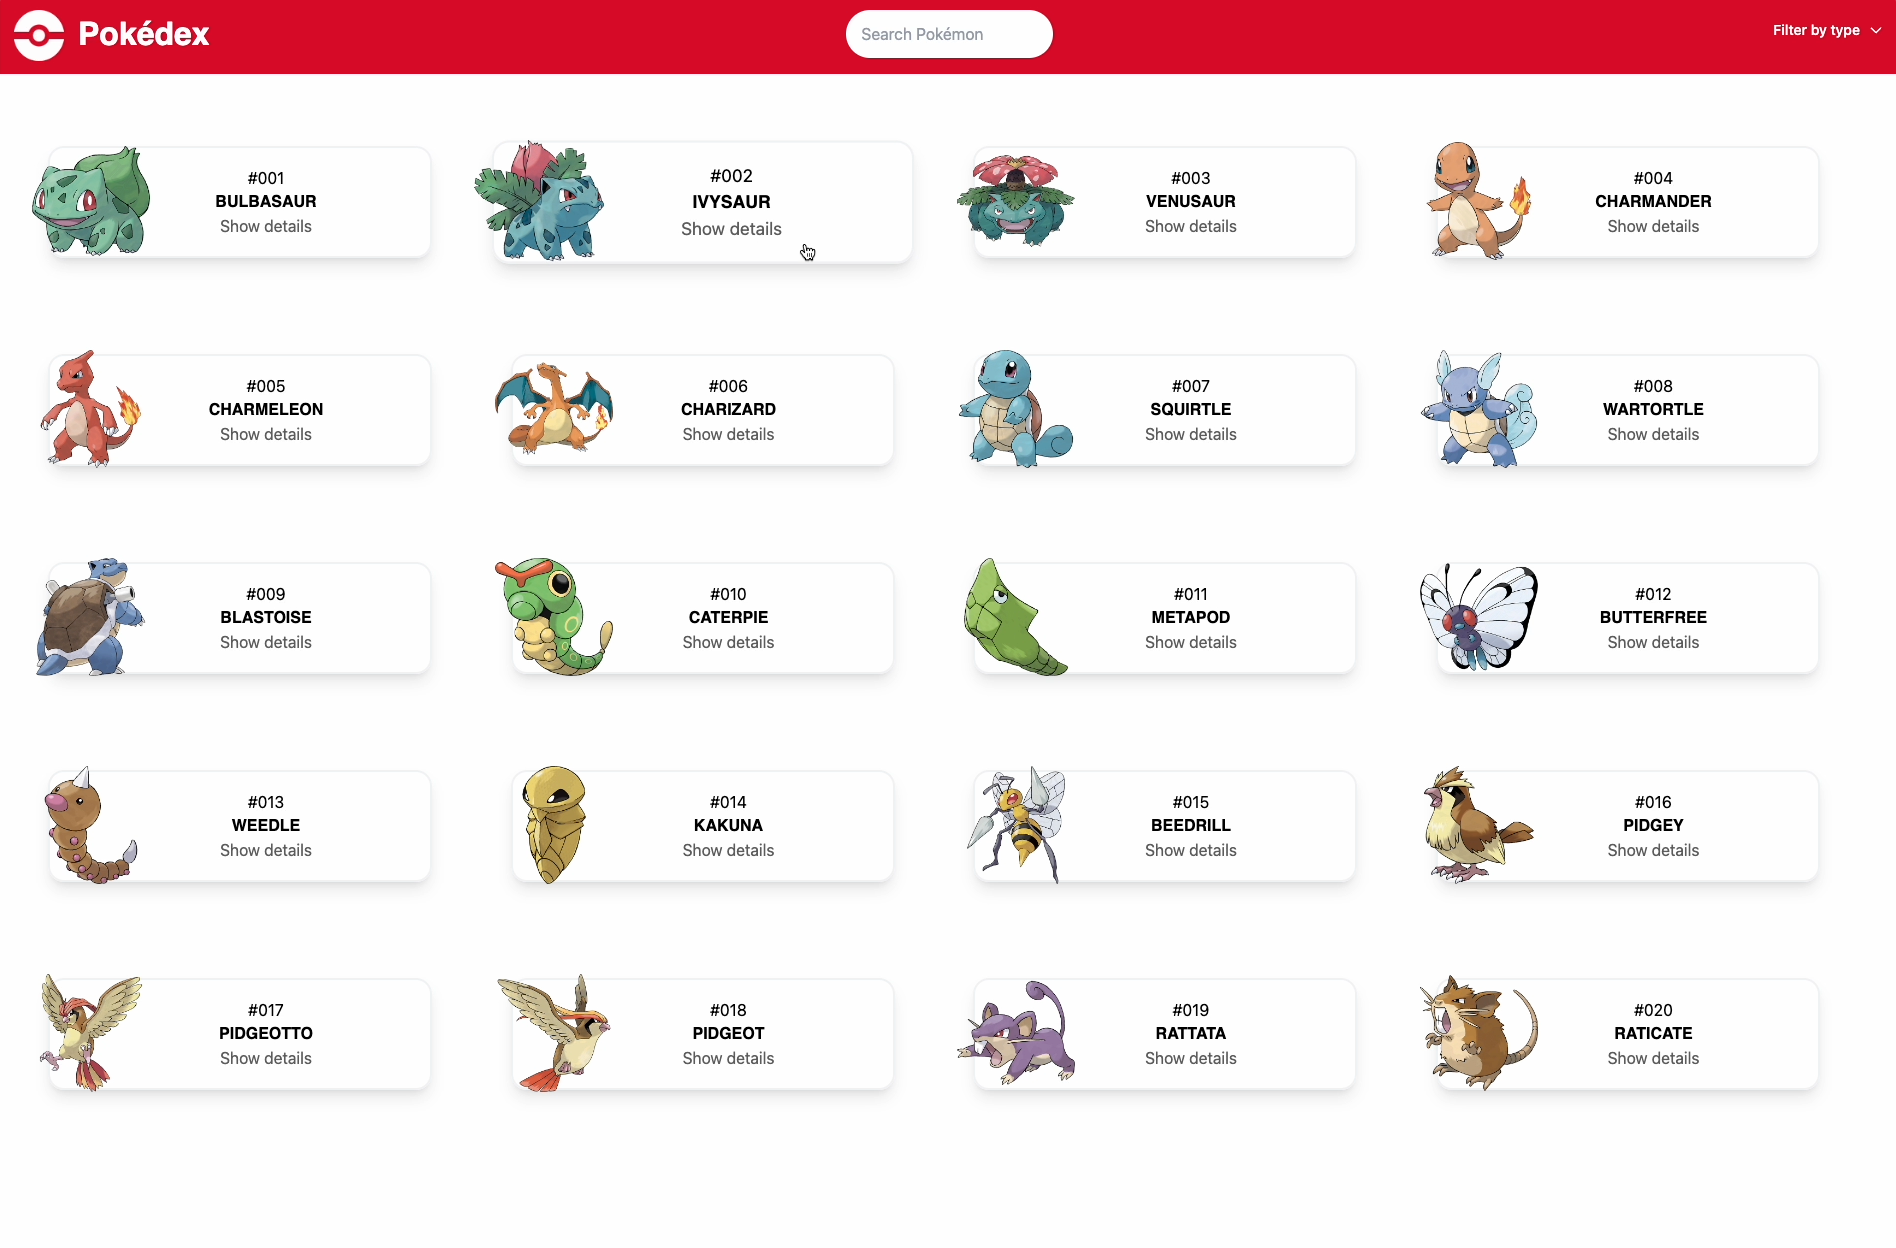 Pokédex
Search Pokémon
Filter by type
#001
BULBASAUR
Show details
#002
IVYSAUR
Show details
#003
VENUSAUR
Show details
#004
CHARMANDER
Show details
#005
CHARMELEON
Show details
#006
CHARIZARD
Show details
#007
SQUIRTLE
Show details
#008
WARTORTLE
Show details
#009
BLASTOISE
Show details
#010
CATERPIE
Show details
#011
METAPOD
Show details
#012
BUTTERFREE
Show details
#013
WEEDLE
Show details
#014
KAKUNA
Show details
#015
BEEDRILL
Show details
#016
PIDGEY
Show details
#017
PIDGEOTTO
Show details
#018
PIDGEOT
Show details
#019
RATTATA
Show details
#020
RATICATE
Show details